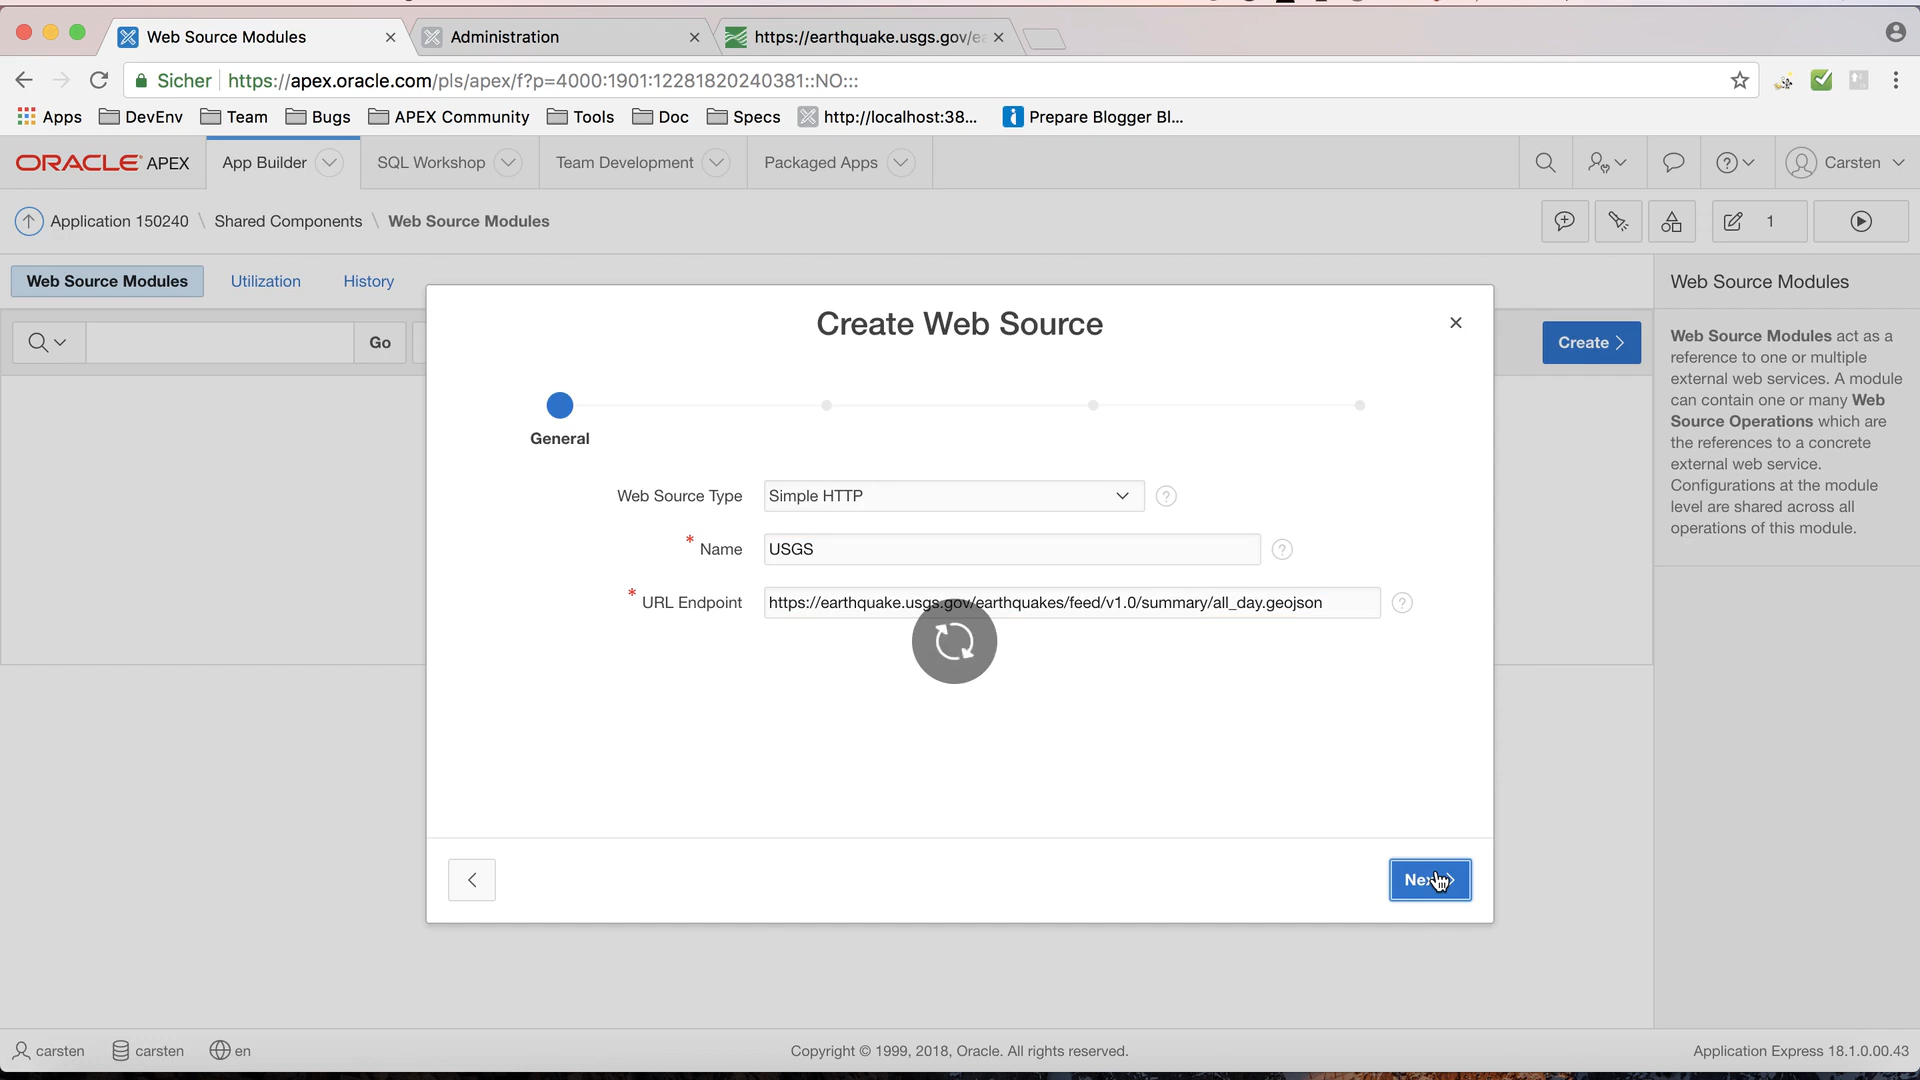 Web Source Modules
Administration
https://earthquake.usgs.gov/ea
Sicher
https://apex.oracle.com/pls/apex/f?p=4000:1901:12281820240381::NO:::
Apps
DevEnv
Team
Bugs
APEX Community
Tools
Doc
Specs
http://localhost:38...
Prepare Blogger Bl...
ORACLE APEX
App Builder
SQL Workshop
Team Development
Packaged Apps
Carsten
Application 150240 \ Shared Components \ Web Source Modules
1
Web Source Modules
Utilization
History
Go
Create
Web Source Modules
Web Source Modules act as a
reference to one or multiple
external web services. A module
can contain one or many Web
Source Operations which are
the references to a concrete
external web service.
Configurations at the module
level are shared across all
operations of this module.
Create Web Source
General
Web Source Type
Simple HTTP
* Name
USGS
* URL Endpoint
https://earthquake.usgs.gov/earthquakes/feed/v1.0/summary/all_day.geojson
carsten
carsten
en
Copyright © 1999, 2018, Oracle. All rights reserved.
Application Express 18.1.0.00.43